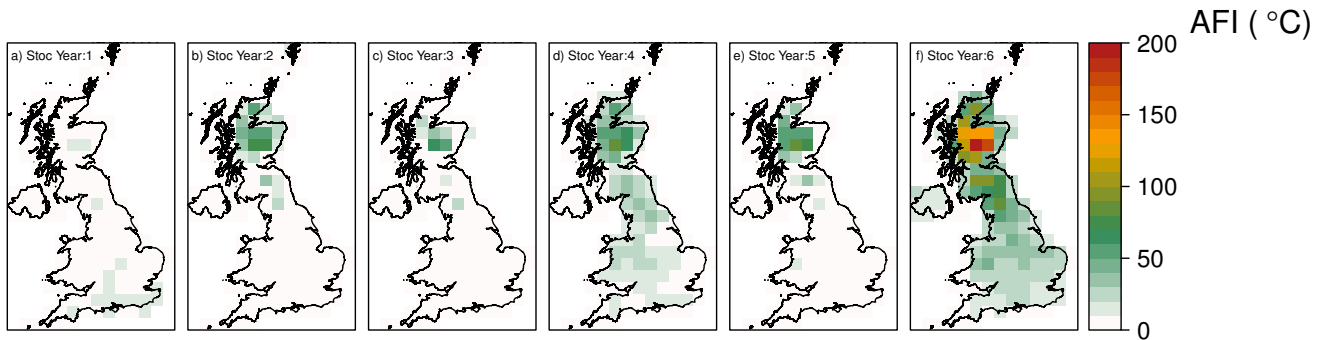 AFI ( °C)
a) Stoc Year:1
b) Stoc Year:2
c) Stoc Year:3
d) Stoc Year:4
e) Stoc Year:5
f) Stoc Year:6
200
150
100
50
0